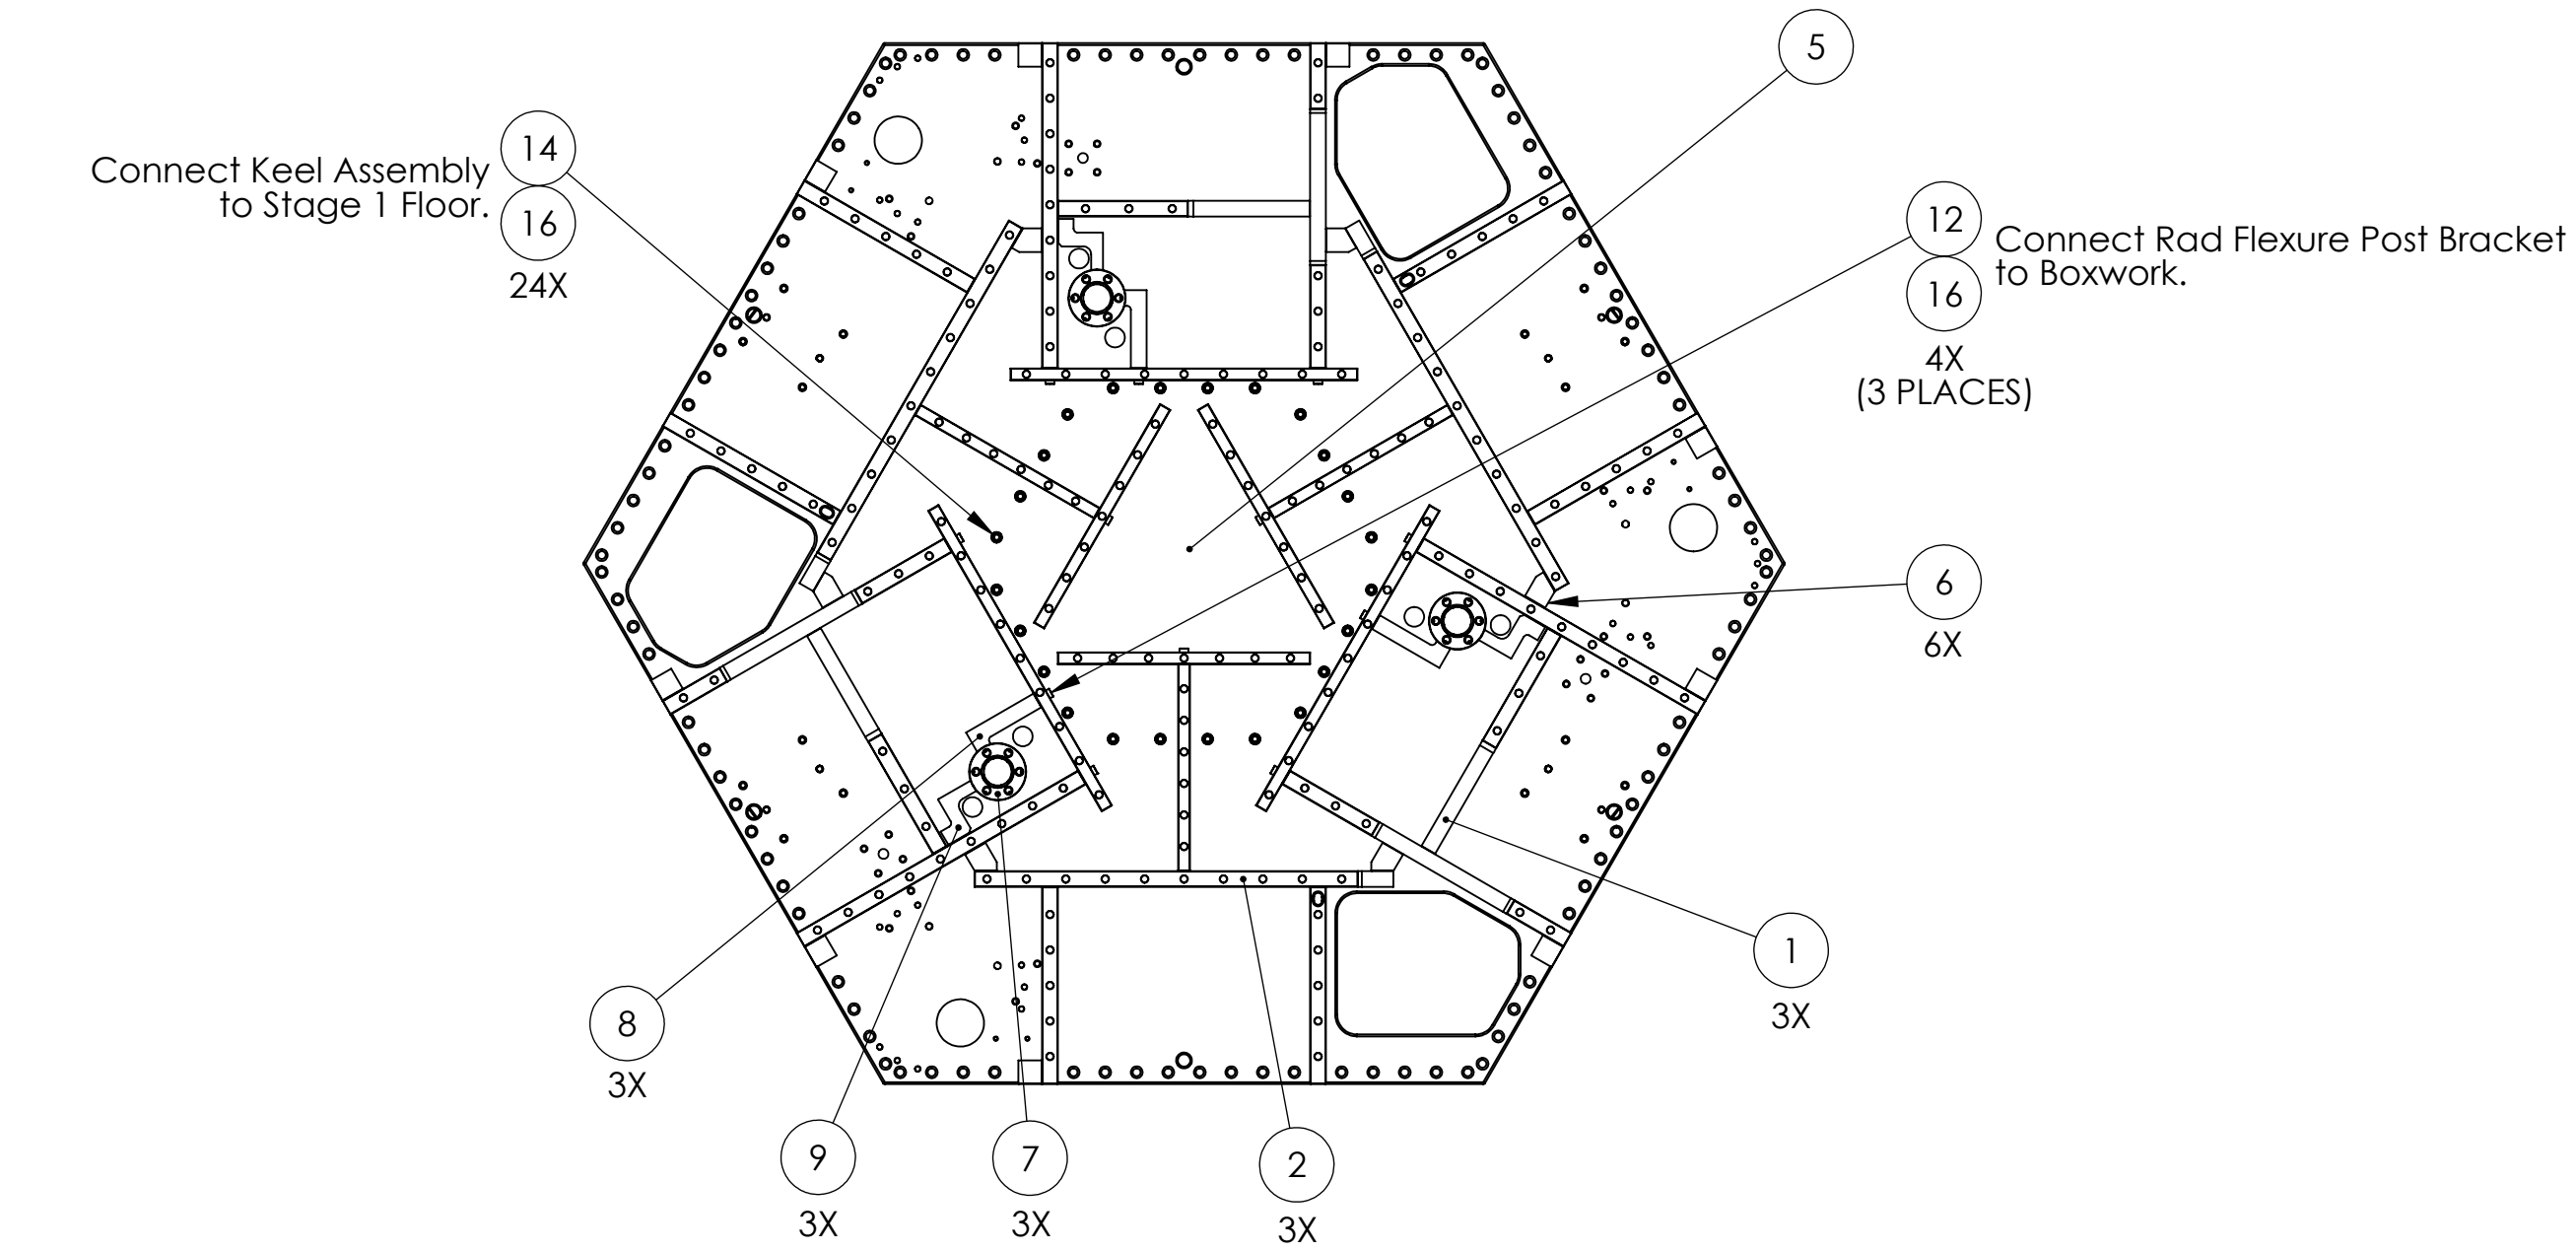 5
14
Connect Keel Assembly
to Stage 1 Floor.
16
24X
12
Connect Rad Flexure Post Bracket
to Boxwork.
16
4X
(3 PLACES)
6
6X
1
3X
8
3X
9
3X
7
3X
2
3X